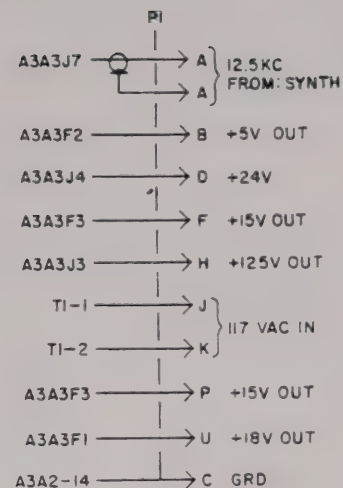 P1
A3A3J7 A 12.5KC
A FROM: SYNTH
A3A3F2 B +5V OUT
A3A3J4 D +24V
A3A3F3 F +15V OUT
A3A3J3 H +125V OUT
T1-1 J
117 VAC IN
T1-2 K
A3A3F3 P +15V OUT
A3A3F1 U +18V OUT
A3A2-14 C GRD